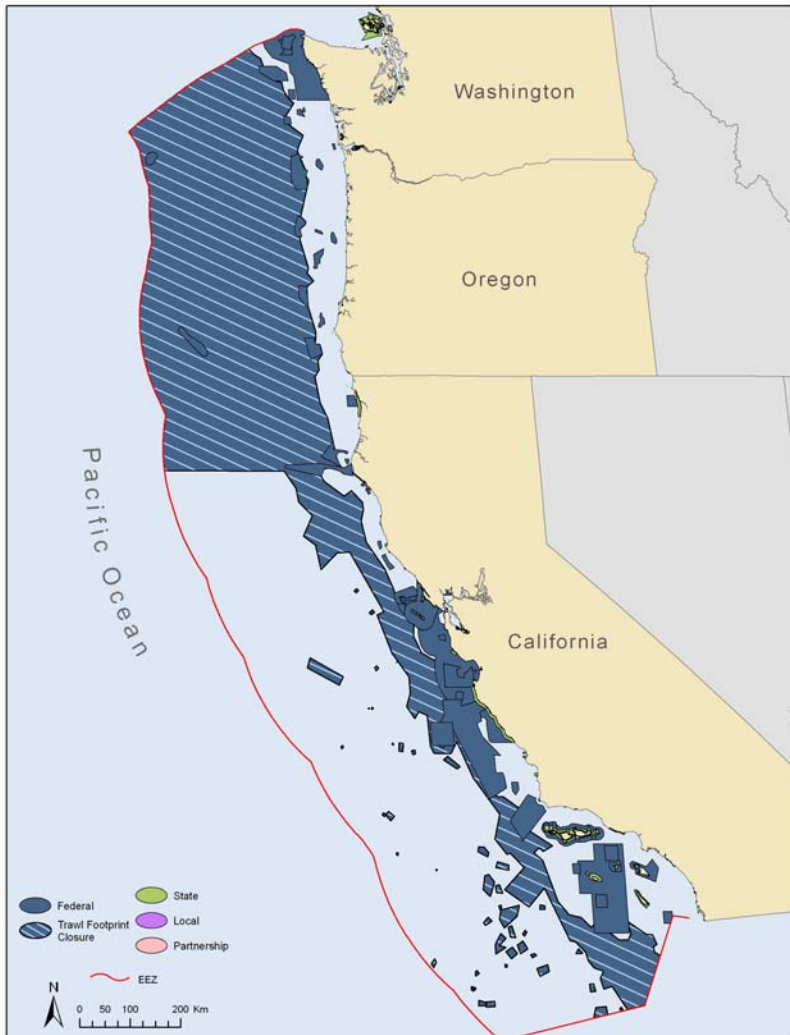 Washington
Oregon
Pacific Ocean
California
Federal
Trawl Footprint
Closure
State
Local
Partnership
EEZ
N
0 50 100 200 Km